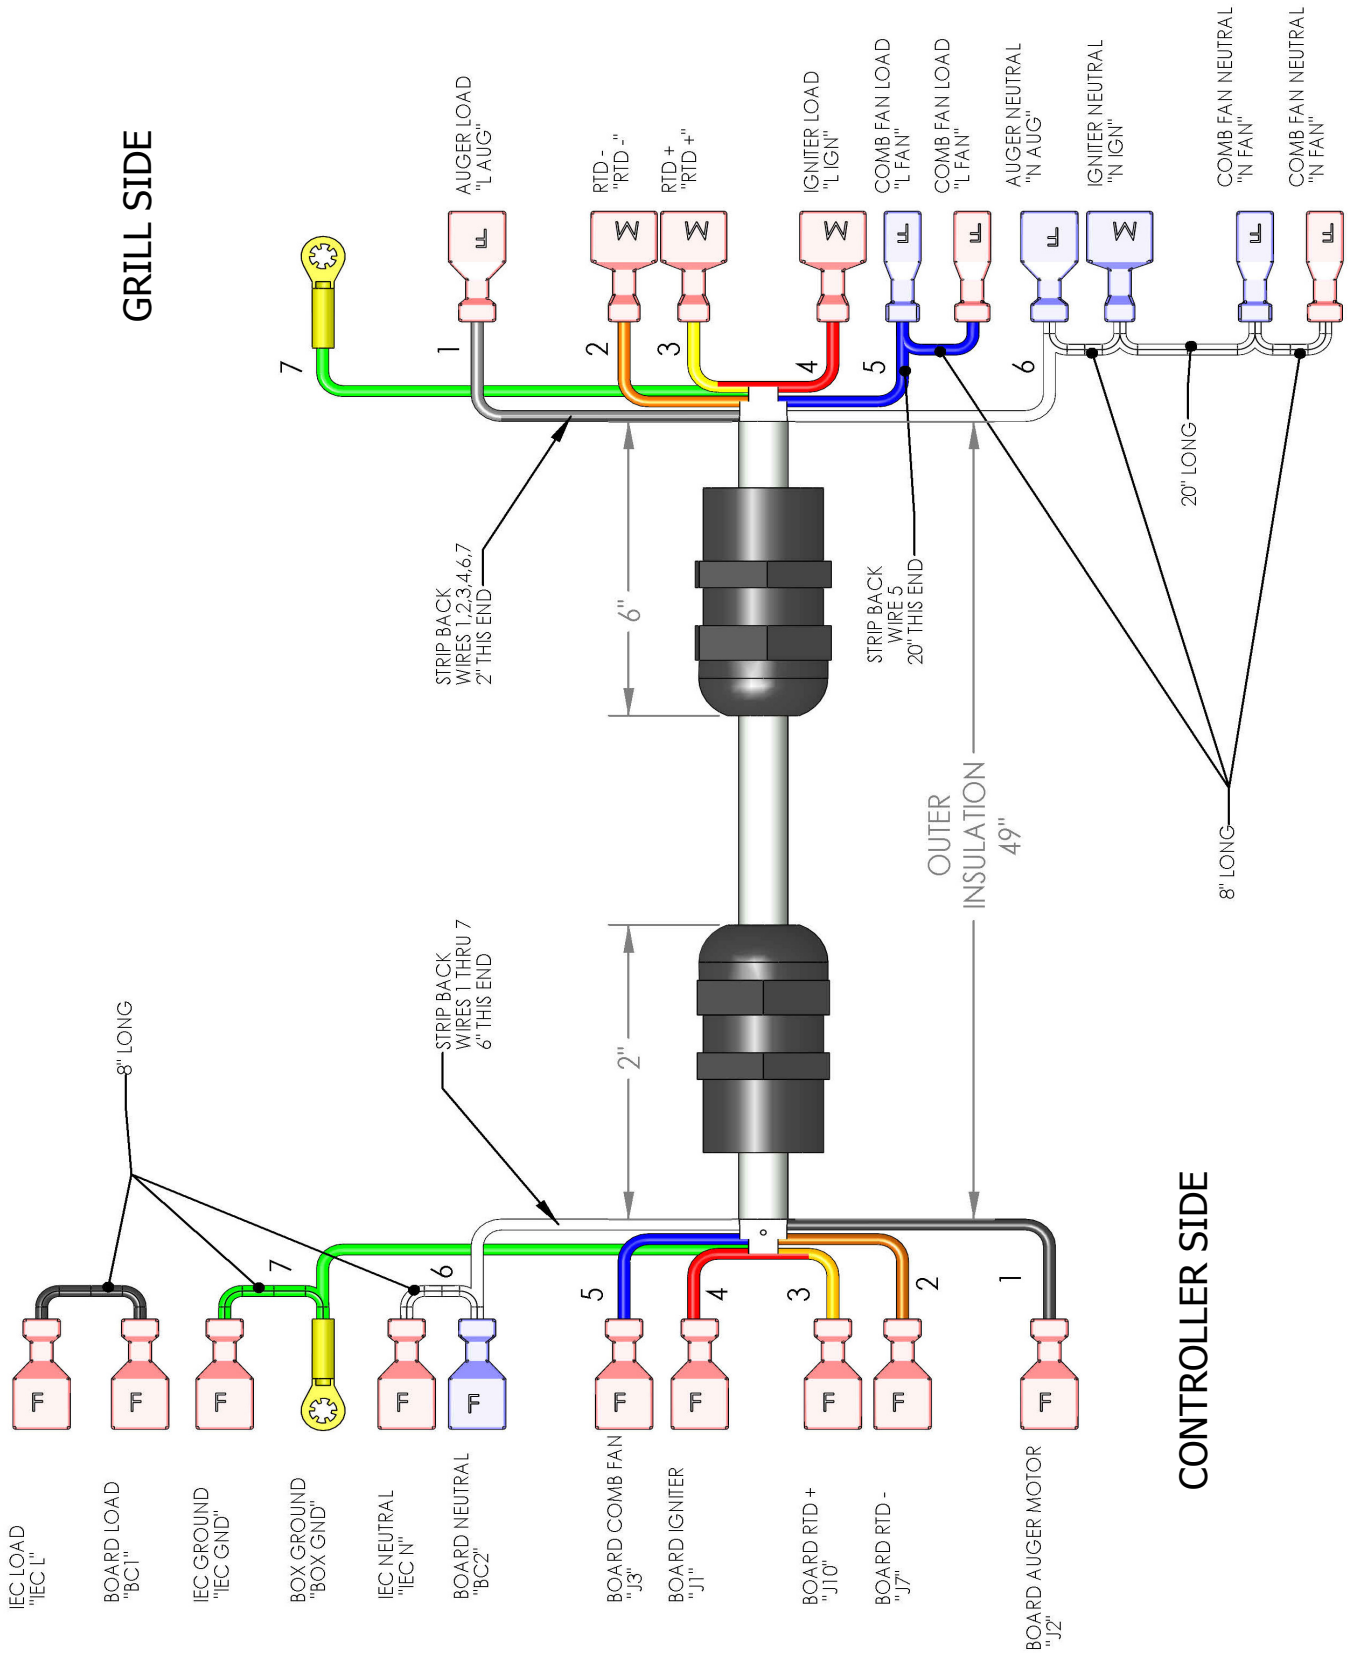 GRILL SIDE
7
1
AUGER LOAD
"L AUG"
2
RTD -
"RTD -"
3
RTD +
"RTD +"
4
IGNITER LOAD
"L IGN"
5
COMB FAN LOAD
"L FAN"
COMB FAN LOAD
"L FAN"
6
AUGER NEUTRAL
"N AUG"
IGNITER NEUTRAL
"N IGN"
COMB FAN NEUTRAL
"N FAN"
COMB FAN NEUTRAL
"N FAN"
F
M
M
M
F
F
F
M
F
F
STRIP BACK
WIRES 1,2,3,4,6,7
2" THIS END
6"
STRIP BACK
WIRE 5
20" THIS END
20" LONG
8" LONG
OUTER
INSULATION
49"
8" LONG
STRIP BACK
WIRES 1 THRU 7
6" THIS END
2"
7
6
5
4
3
2
1
F
F
F
F
F
F
F
F
F
F
IEC LOAD
"IEC L"
BOARD LOAD
"BC1"
IEC GROUND
"IEC GND"
BOX GROUND
"BOX GND"
IEC NEUTRAL
"IEC N"
BOARD NEUTRAL
"BC2"
BOARD COMB FAN
"J3"
BOARD IGNITER
"J1"
BOARD RTD +
"J10"
BOARD RTD -
"J7"
BOARD AUGER MOTOR
"J2"
CONTROLLER SIDE